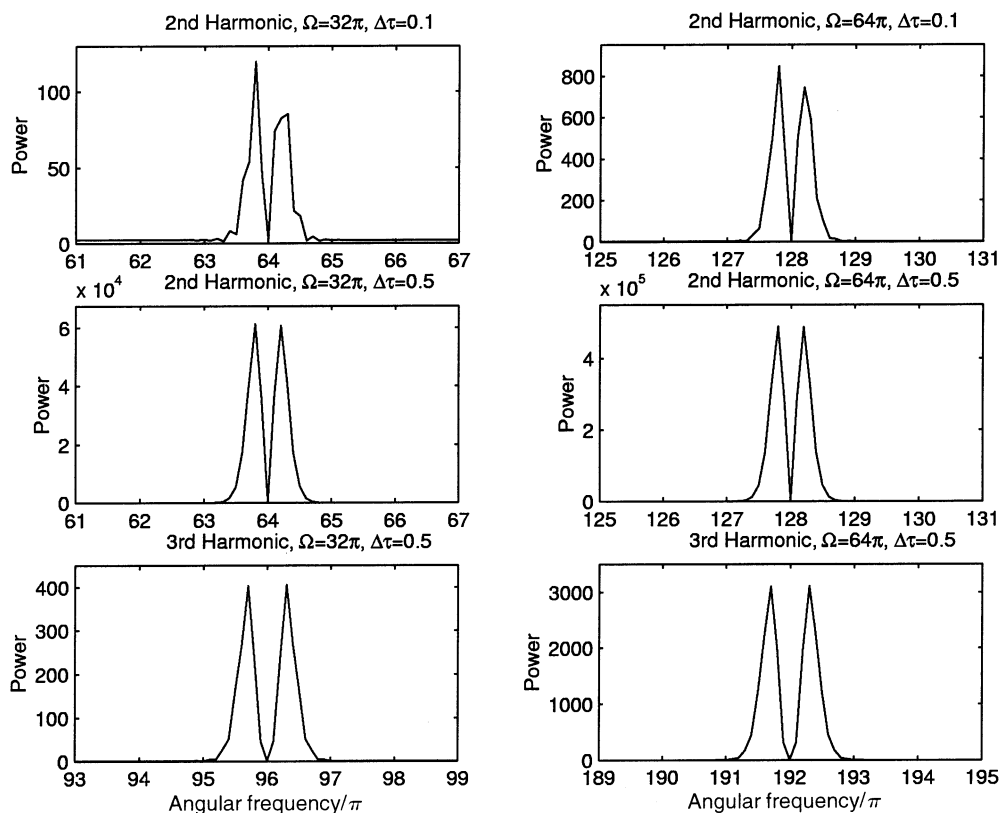 2nd Harmonic, Ω=32π, Δτ=0.1
Power
100
50
0
61 62 63 64 65 66 67
2nd Harmonic, Ω=64π, Δτ=0.1
Power
800
600
400
200
0
125 126 127 128 129 130 131
x 10^4
2nd Harmonic, Ω=32π, Δτ=0.5
Power
6
4
2
0
61 62 63 64 65 66 67
x 10^5
2nd Harmonic, Ω=64π, Δτ=0.5
Power
4
2
0
125 126 127 128 129 130 131
3rd Harmonic, Ω=32π, Δτ=0.5
Power
400
300
200
100
0
93 94 95 96 97 98 99
Angular frequency/π
3rd Harmonic, Ω=64π, Δτ=0.5
Power
3000
2000
1000
0
189 190 191 192 193 194 195
Angular frequency/π